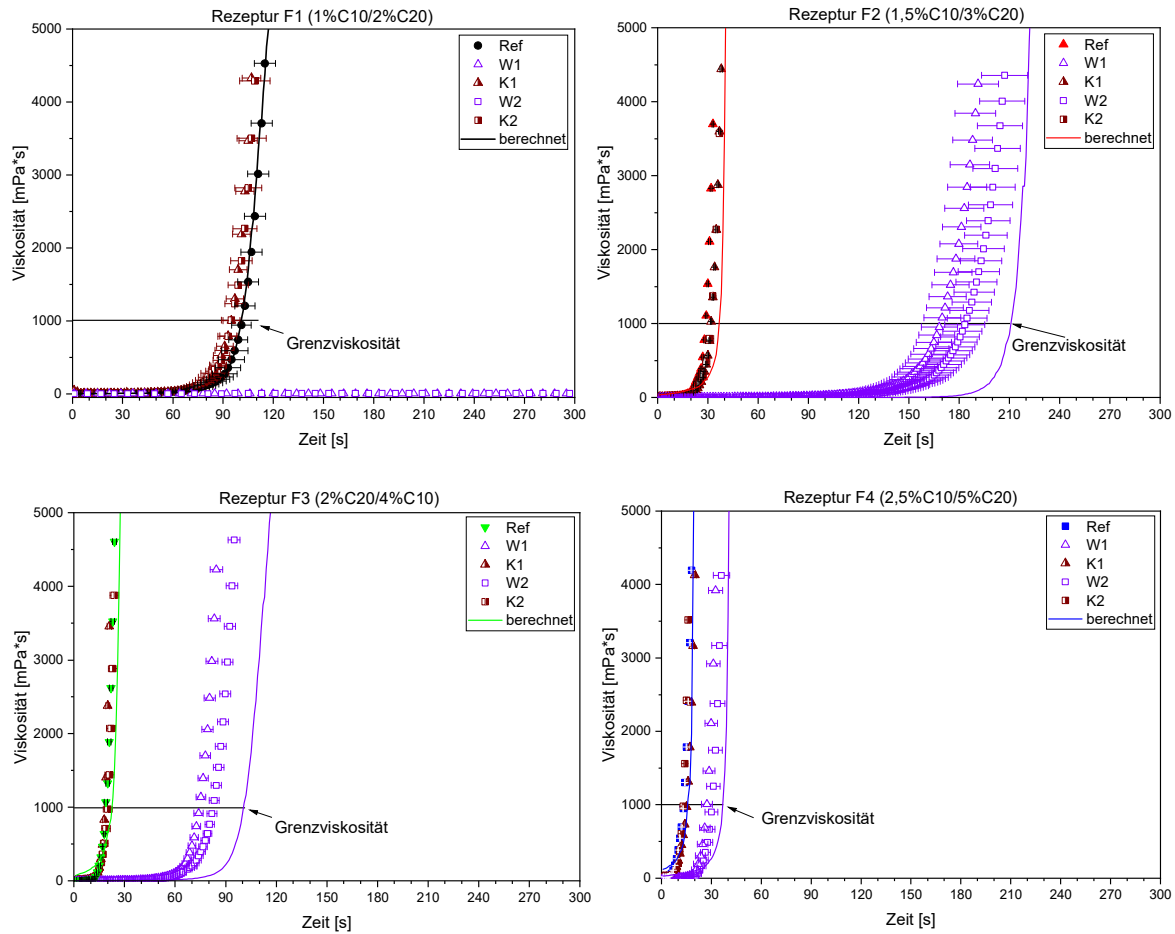 Rezeptur F1 (1%C10/2%C20)
5000
4000
3000
2000
1000
0
Viskosität [mPa*s]
Ref
W1
K1
W2
K2
berechnet
Grenzviskosität
0 30 60 90 120 150 180 210 240 270 300
Zeit [s]
Rezeptur F2 (1,5%C10/3%C20)
5000
4000
3000
2000
1000
0
Viskosität [mPa*s]
Ref
W1
K1
W2
K2
berechnet
Grenzviskosität
0 30 60 90 120 150 180 210 240 270 300
Zeit [s]
Rezeptur F3 (2%C20/4%C10)
5000
4000
3000
2000
1000
0
Viskosität [mPa*s]
Ref
W1
K1
W2
K2
berechnet
Grenzviskosität
0 30 60 90 120 150 180 210 240 270 300
Zeit [s]
Rezeptur F4 (2,5%C10/5%C20)
5000
4000
3000
2000
1000
0
Viskosität [mPa*s]
Ref
W1
K1
W2
K2
berechnet
Grenzviskosität
0 30 60 90 120 150 180 210 240 270 300
Zeit [s]